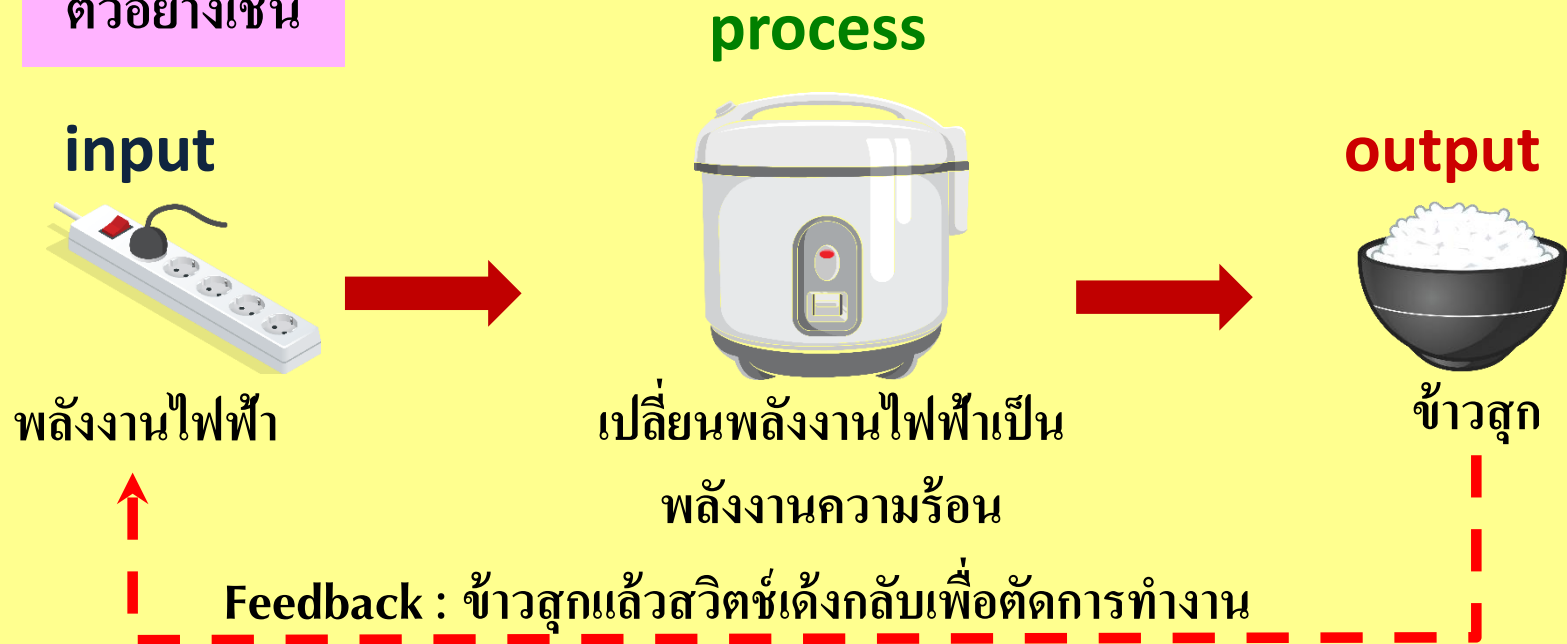 ตัวอย่างเช่น
process
input
output
พลังงานไฟฟ้า
เปลี่ยนพลังงานไฟฟ้าเป็น
พลังงานความร้อน
ข้าวสุก
Feedback : ข้าวสุกแล้วสวิตช์เด้งกลับเพื่อตัดการทำงาน